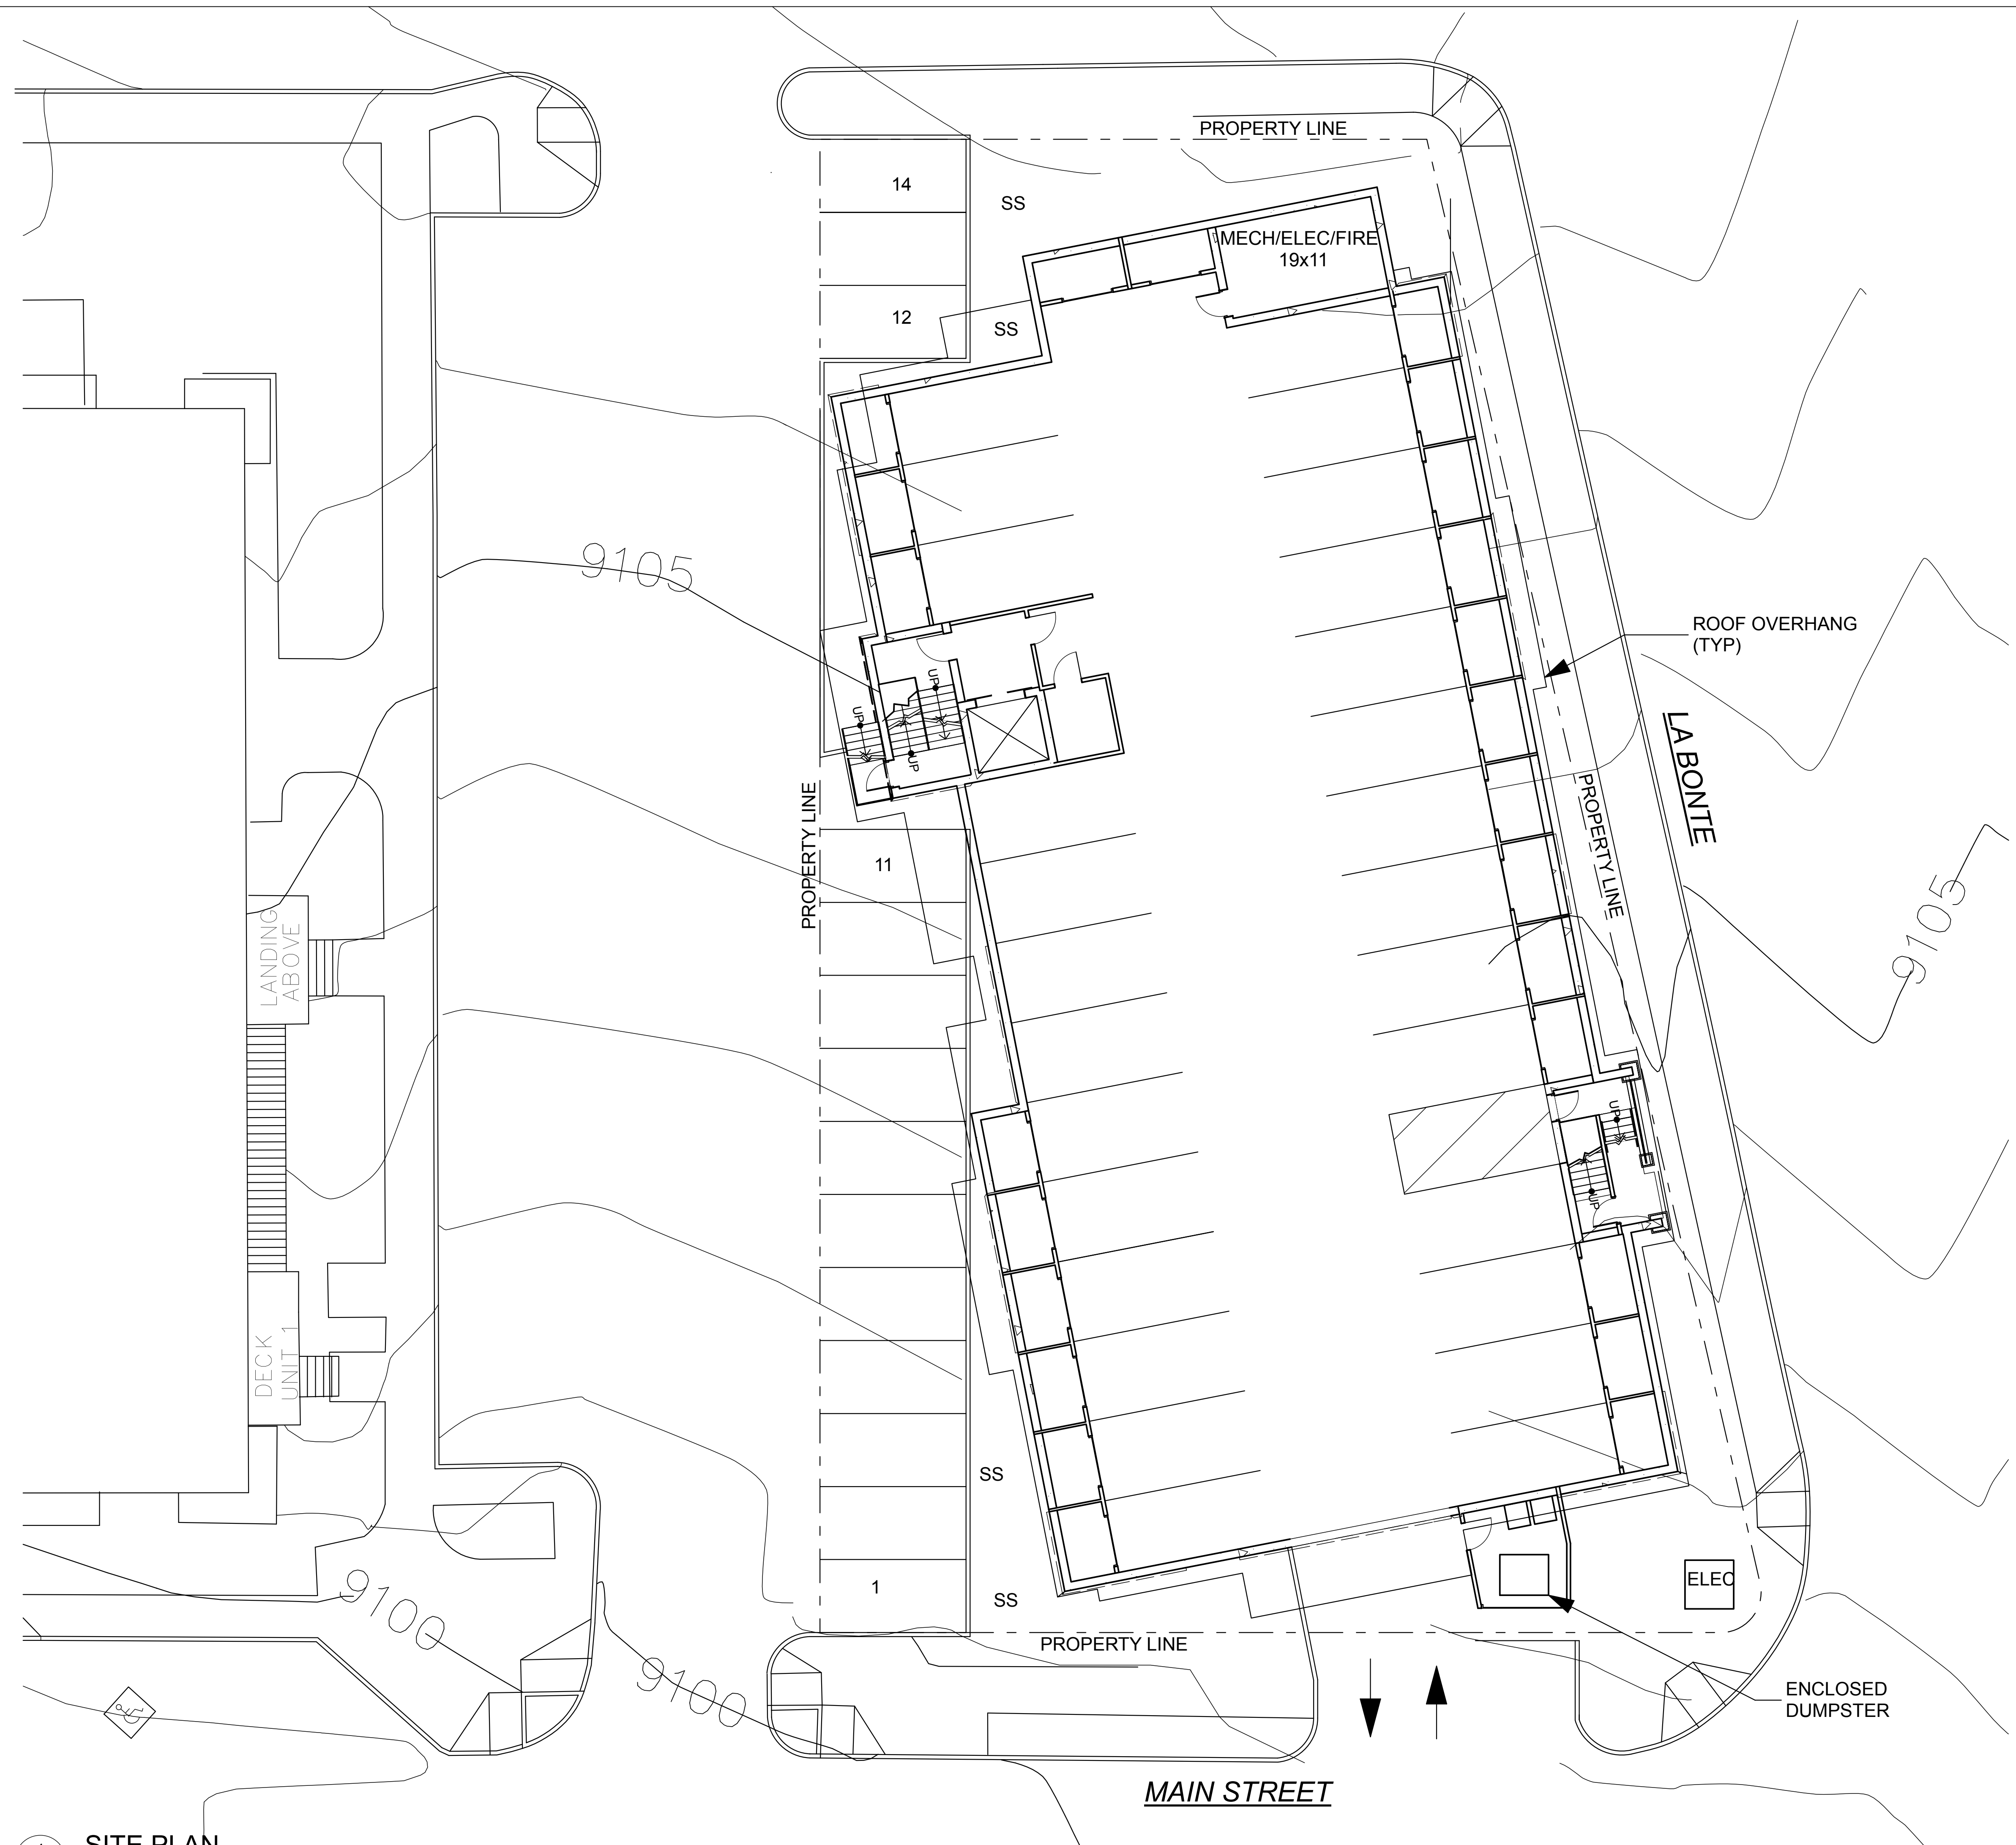 PROPERTY LINE
14
SS
MECH/ELEC/FIRE
19x11
12
SS
9105
ROOF OVERHANG
(TYP)
UP
UP
UP
LA BONTE
PROPERTY LINE
PROPERTY LINE
11
9105
LANDING
ABOVE
UP
UP
DECK
UNIT 1
SS
1
SS
ELEC
9100
PROPERTY LINE
9100
ENCLOSED
DUMPSTER
MAIN STREET
SITE PLAN